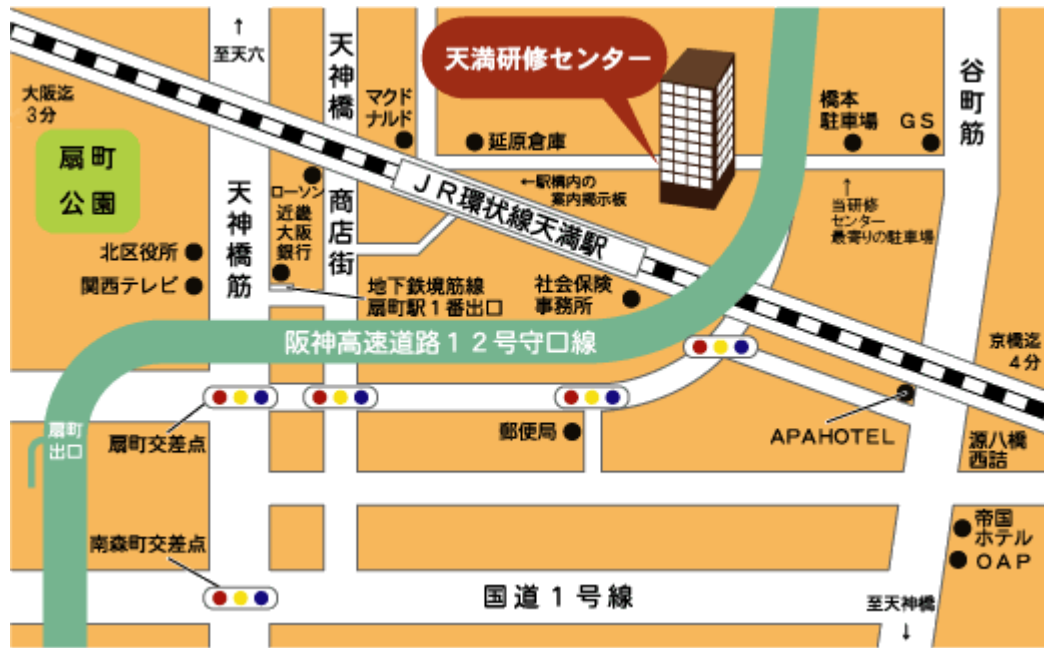 ↑
至天六
天神橋
商店街
マクド
ナルド
天満研修センター
谷町筋
大阪迄
3分
扇町
公園
延原倉庫
橋本
駐車場
GS
天神橋筋
ローソン
近畿
大阪
銀行
JR環状線天満駅
←駅構内の
案内掲示板
↑
当研修
センター
最寄りの駐車場
北区役所
関西テレビ
地下鉄境筋線
扇町駅1番出口
社会保険
事務所
阪神高速道路12号守口線
京橋迄
4分
扇町
出口
扇町交差点
郵便局
APAHOTEL
源八橋
西詰
南森町交差点
帝国
ホテル
OAP
国道1号線
至天神橋
↓